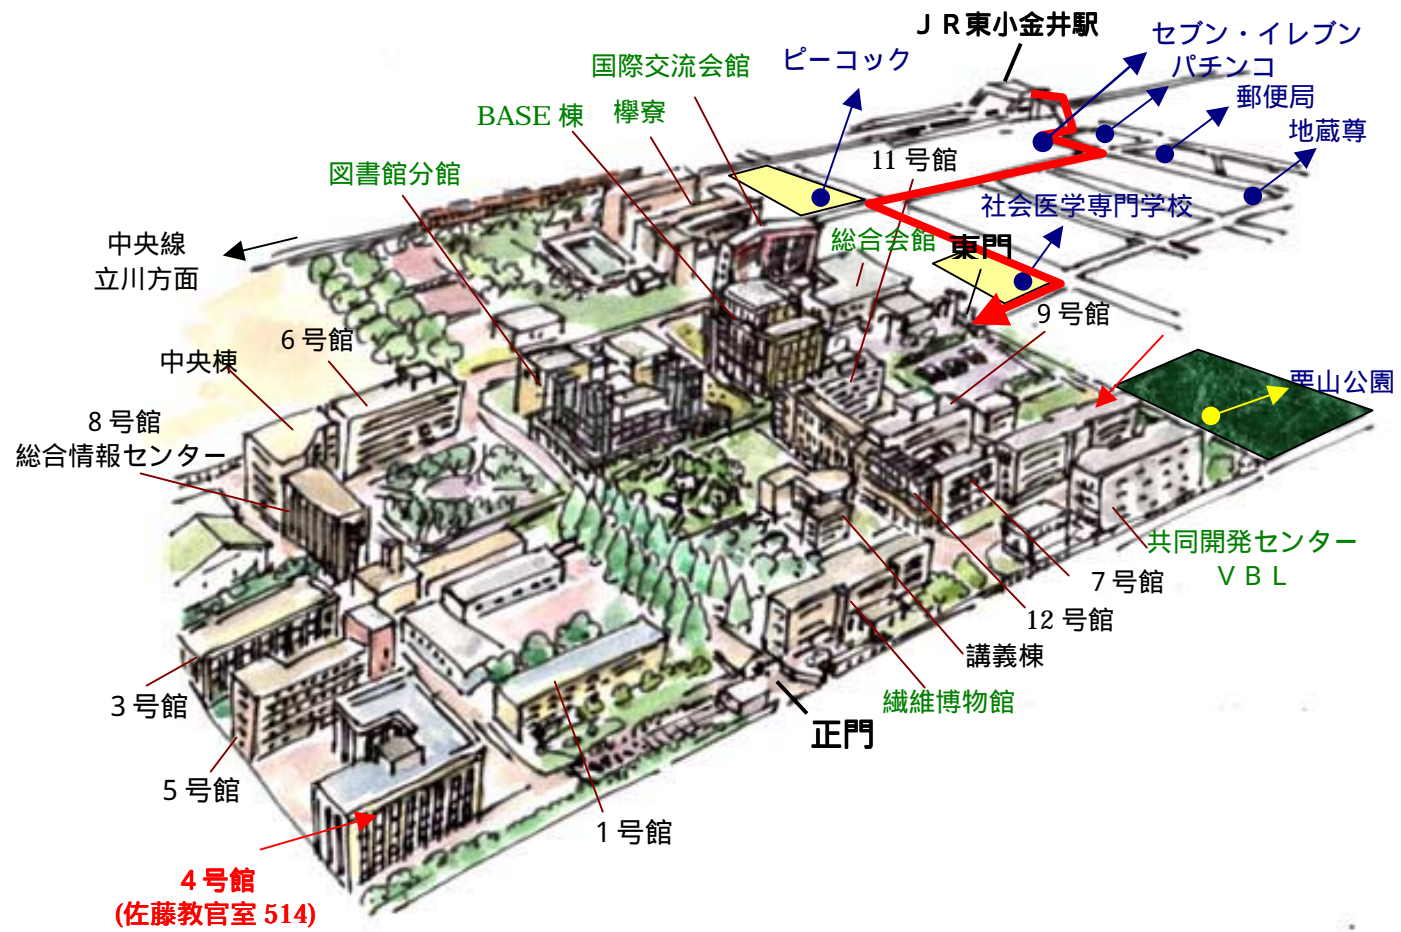 ＪＲ東小金井駅
セブン・イレブン
パチンコ
郵便局
地蔵尊
国際交流会館
ピーコック
BASE 棟
欅寮
11 号館
図書館分館
社会医学専門学校
総合会館
東門
中央線
立川方面
9 号館
6 号館
中央棟
栗山公園
8 号館
総合情報センター
共同開発センター
ＶＢＬ
7 号館
12 号館
講義棟
繊維博物館
正門
3 号館
5 号館
1 号館
4 号館
(佐藤教官室 514)